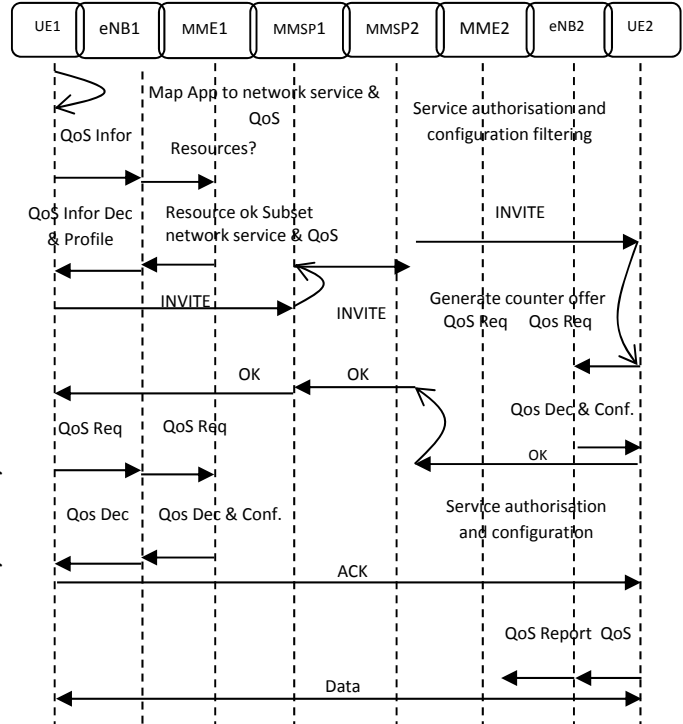 UE1 eNB1 MME1 MMSP1 MMSP2 MME2 eNB2 UE2
Map App to network service &
QoS
Service authorisation and
configuration filtering
QoS Infor
Resources?
QoS Infor Dec
& Profile
Resource ok Subset
network service & QoS
INVITE
INVITE
INVITE
Generate counter offer
QoS Req Qos Req
OK
OK
Qos Dec & Conf.
QoS Req
QoS Req
OK
Qos Dec
Qos Dec & Conf.
Service authorisation
and configuration
ACK
QoS Report QoS
Data